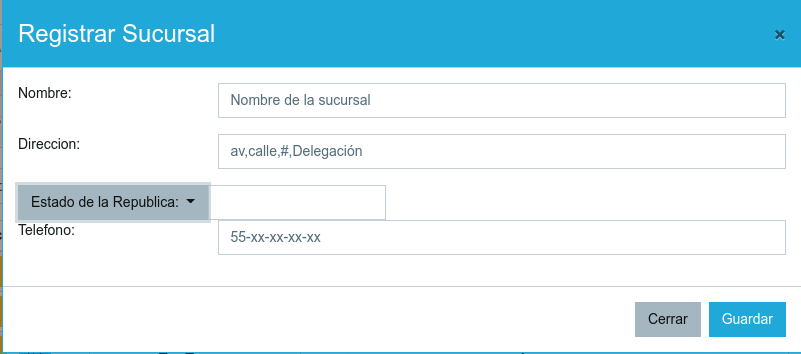 Registrar Sucursal
×
Nombre:
Nombre de la sucursal
Direccion:
av,calle,#,Delegación
Estado de la Republica:
Telefono:
55-xx-xx-xx-xx
Cerrar
Guardar